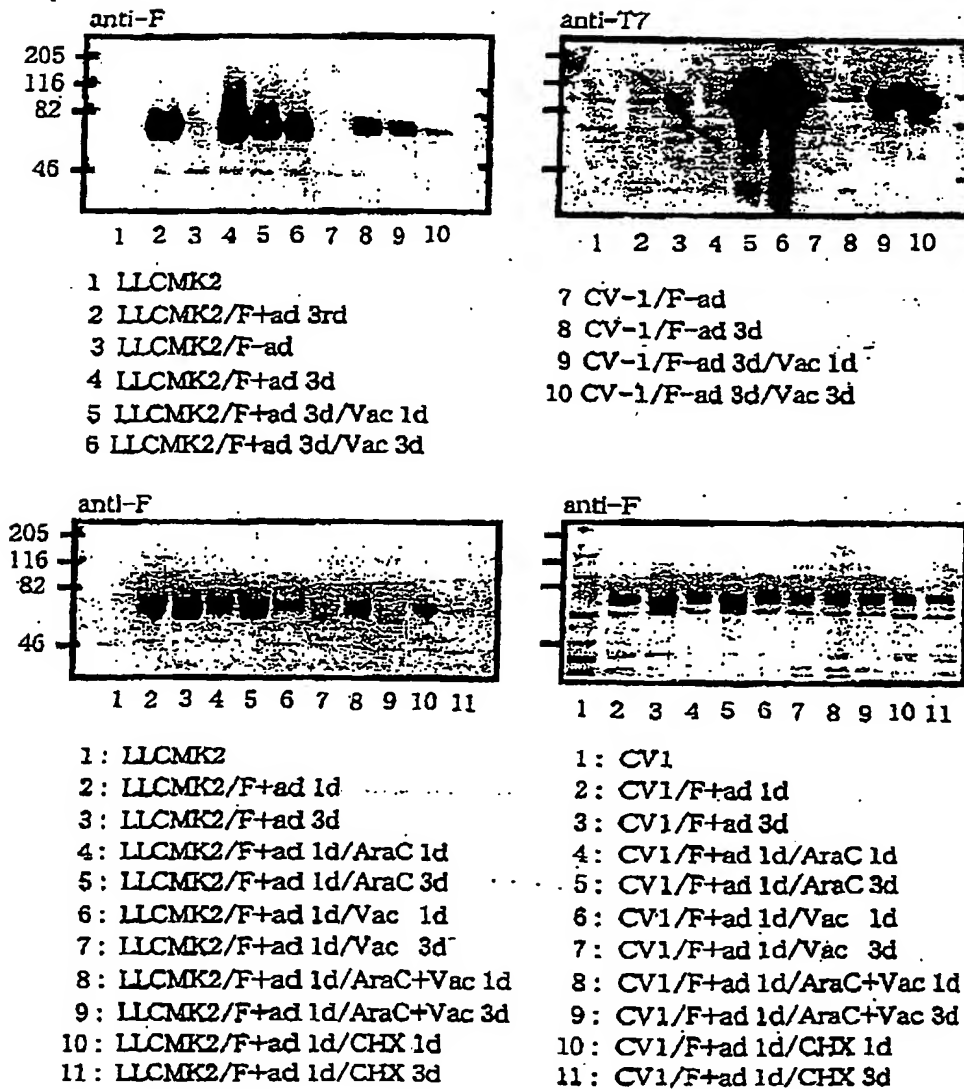 anti-F
205
116
82
46
1 2 3 4 5 6 7 8 9 10
1 LLCMK2
2 LLCMK2/F+ad 3rd
3 LLCMK2/F-ad
4 LLCMK2/F+ad 3d
5 LLCMK2/F+ad 3d/Vac 1d
6 LLCMK2/F+ad 3d/Vac 3d
anti-T7
1 2 3 4 5 6 7 8 9 10
7 CV-1/F-ad
8 CV-1/F-ad 3d
9 CV-1/F-ad 3d/Vac 1d
10 CV-1/F-ad 3d/Vac 3d
anti-F
205
116
82
46
1 2 3 4 5 6 7 8 9 10 11
1: LLCMK2
2: LLCMK2/F+ad 1d
3: LLCMK2/F+ad 3d
4: LLCMK2/F+ad 1d/AraC 1d
5: LLCMK2/F+ad 1d/AraC 3d
6: LLCMK2/F+ad 1d/Vac 1d
7: LLCMK2/F+ad 1d/Vac 3d
8: LLCMK2/F+ad 1d/AraC+Vac 1d
9: LLCMK2/F+ad 1d/AraC+Vac 3d
10: LLCMK2/F+ad 1d/CHX 1d
11: LLCMK2/F+ad 1d/CHX 3d
anti-F
1 2 3 4 5 6 7 8 9 10 11
1: CV1
2: CV1/F+ad 1d
3: CV1/F+ad 3d
4: CV1/F+ad 1d/AraC 1d
5: CV1/F+ad 1d/AraC 3d
6: CV1/F+ad 1d/Vac 1d
7: CV1/F+ad 1d/Vac 3d
8: CV1/F+ad 1d/AraC+Vac 1d
9: CV1/F+ad 1d/AraC+Vac 3d
10: CV1/F+ad 1d/CHX 1d
11: CV1/F+ad 1d/CHX 3d